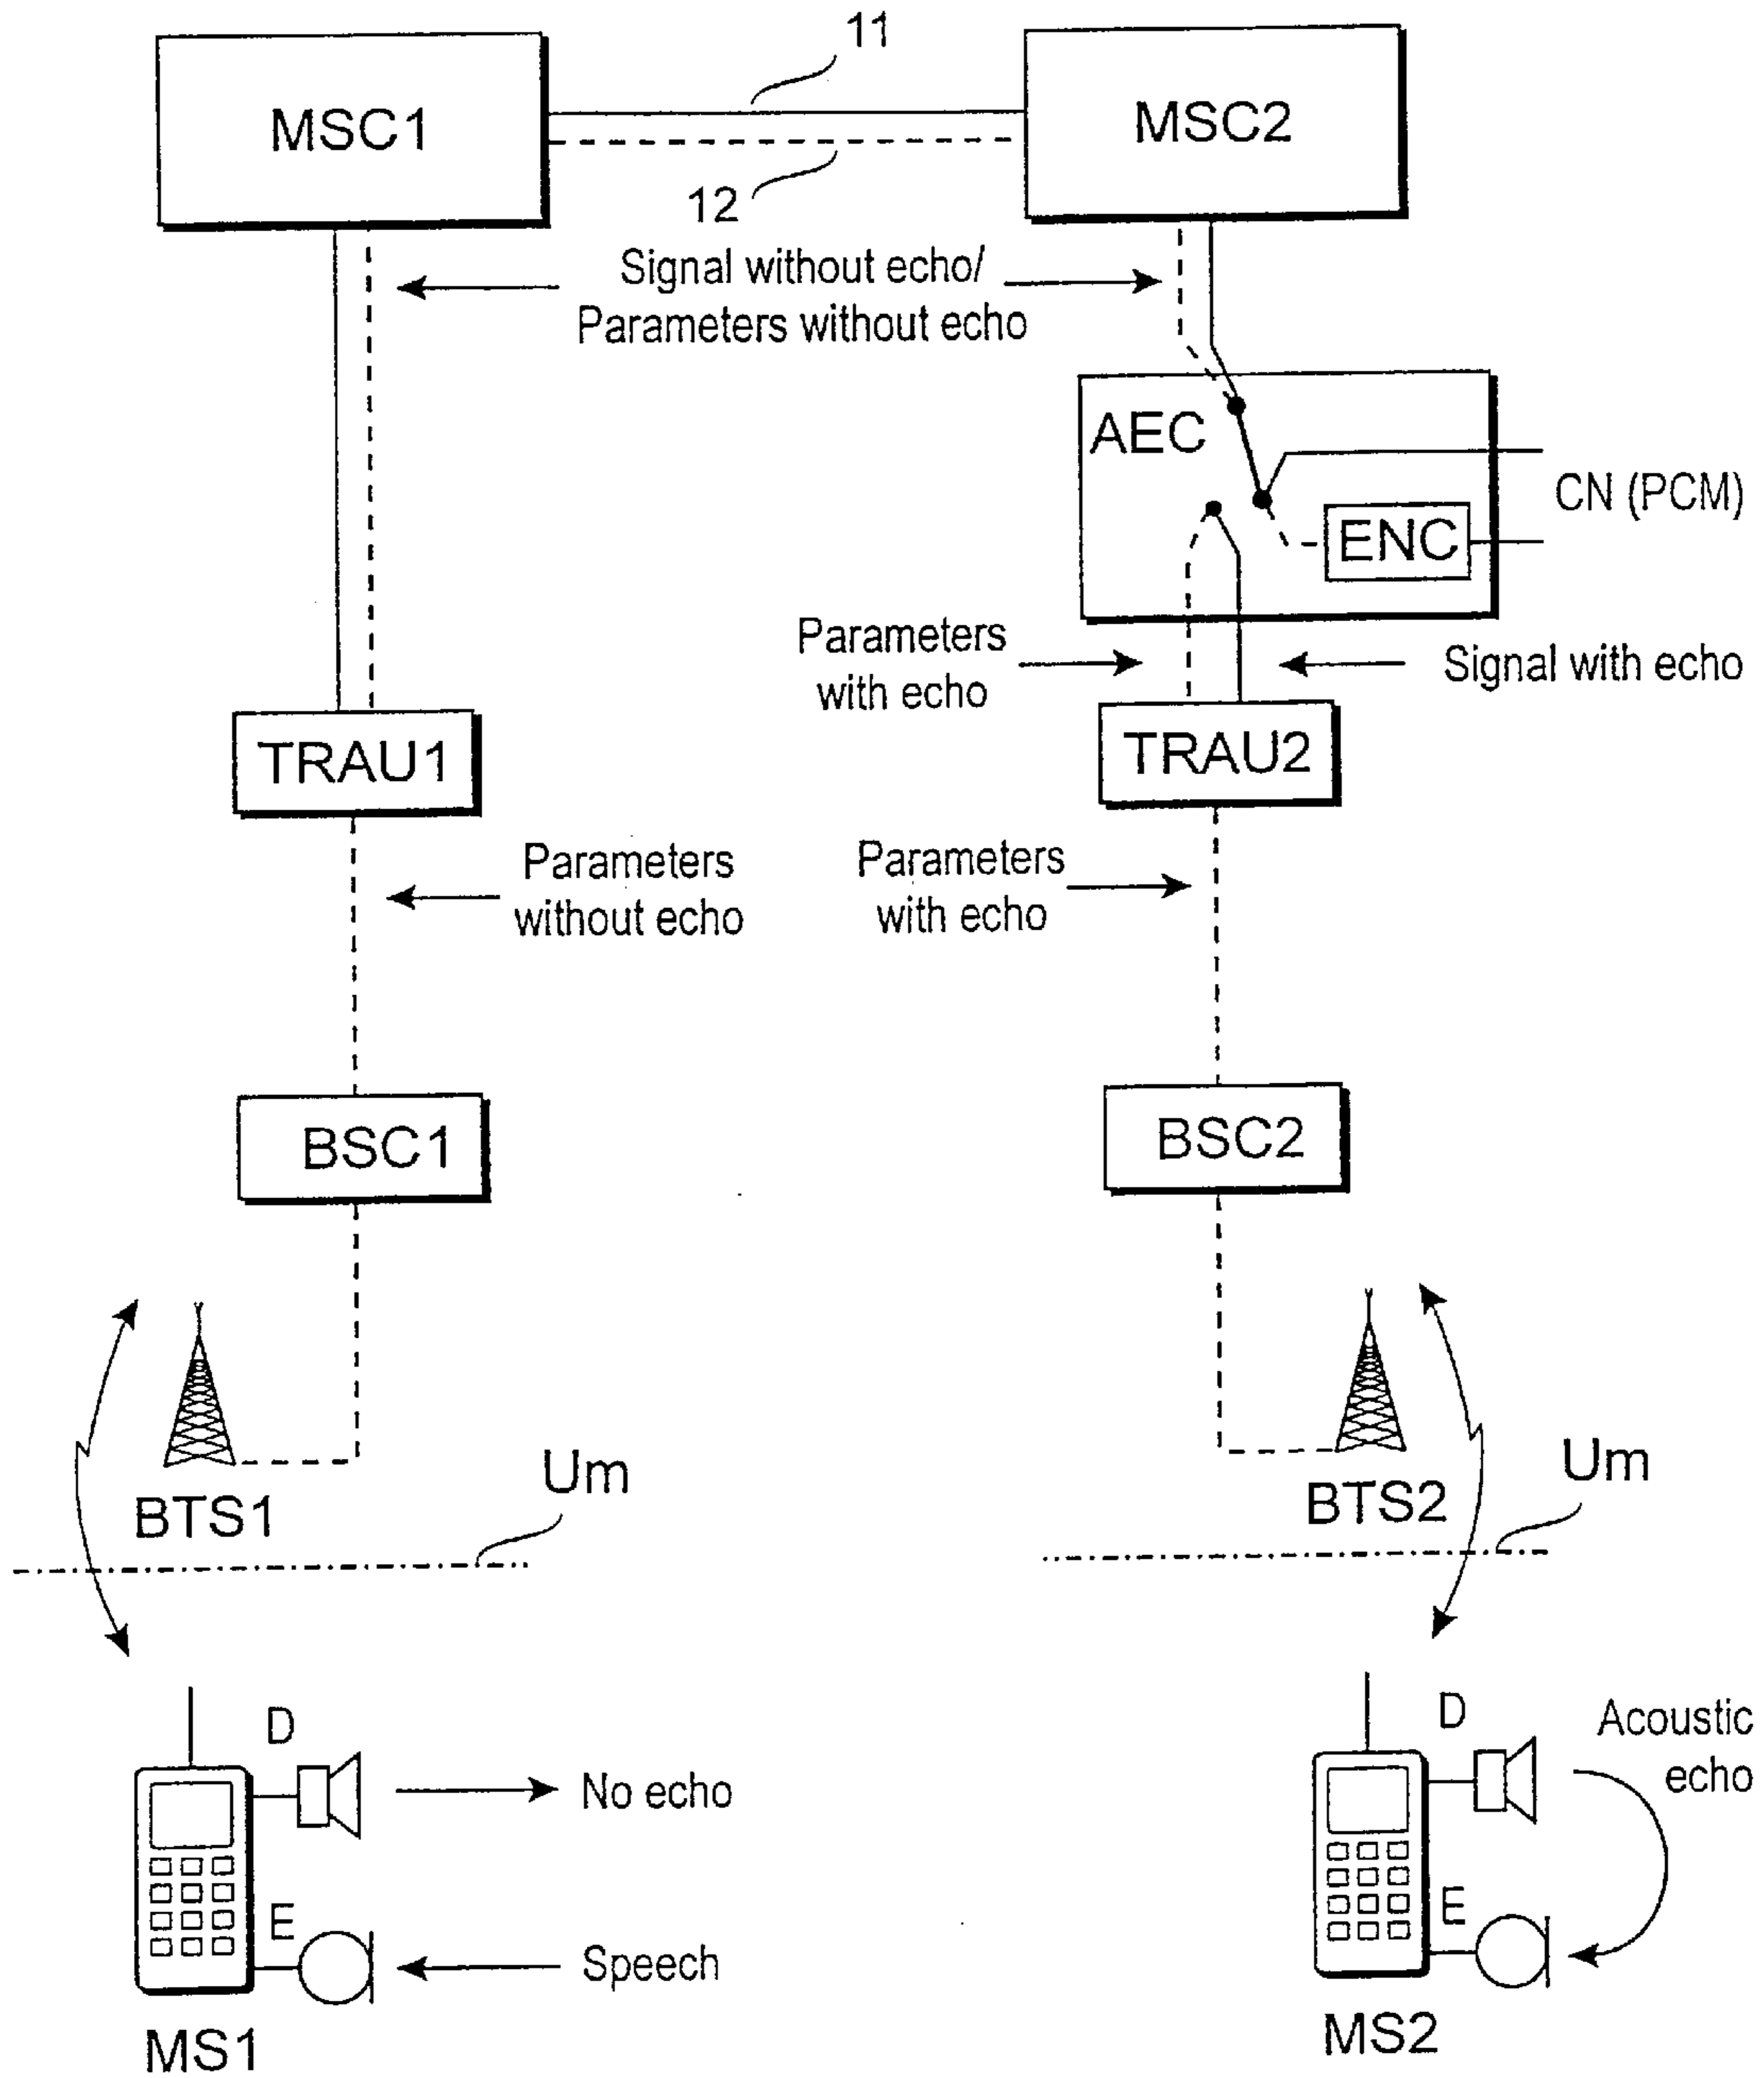 11
MSC1
MSC2
12
Signal without echo/
Parameters without echo
AEC
CN (PCM)
ENC
Parameters
with echo
Signal with echo
TRAU1
TRAU2
Parameters
without echo
Parameters
with echo
BSC1
BSC2
Um
Um
BTS1
BTS2
D
D
Acoustic
echo
No echo
E
E
Speech
MS1
MS2